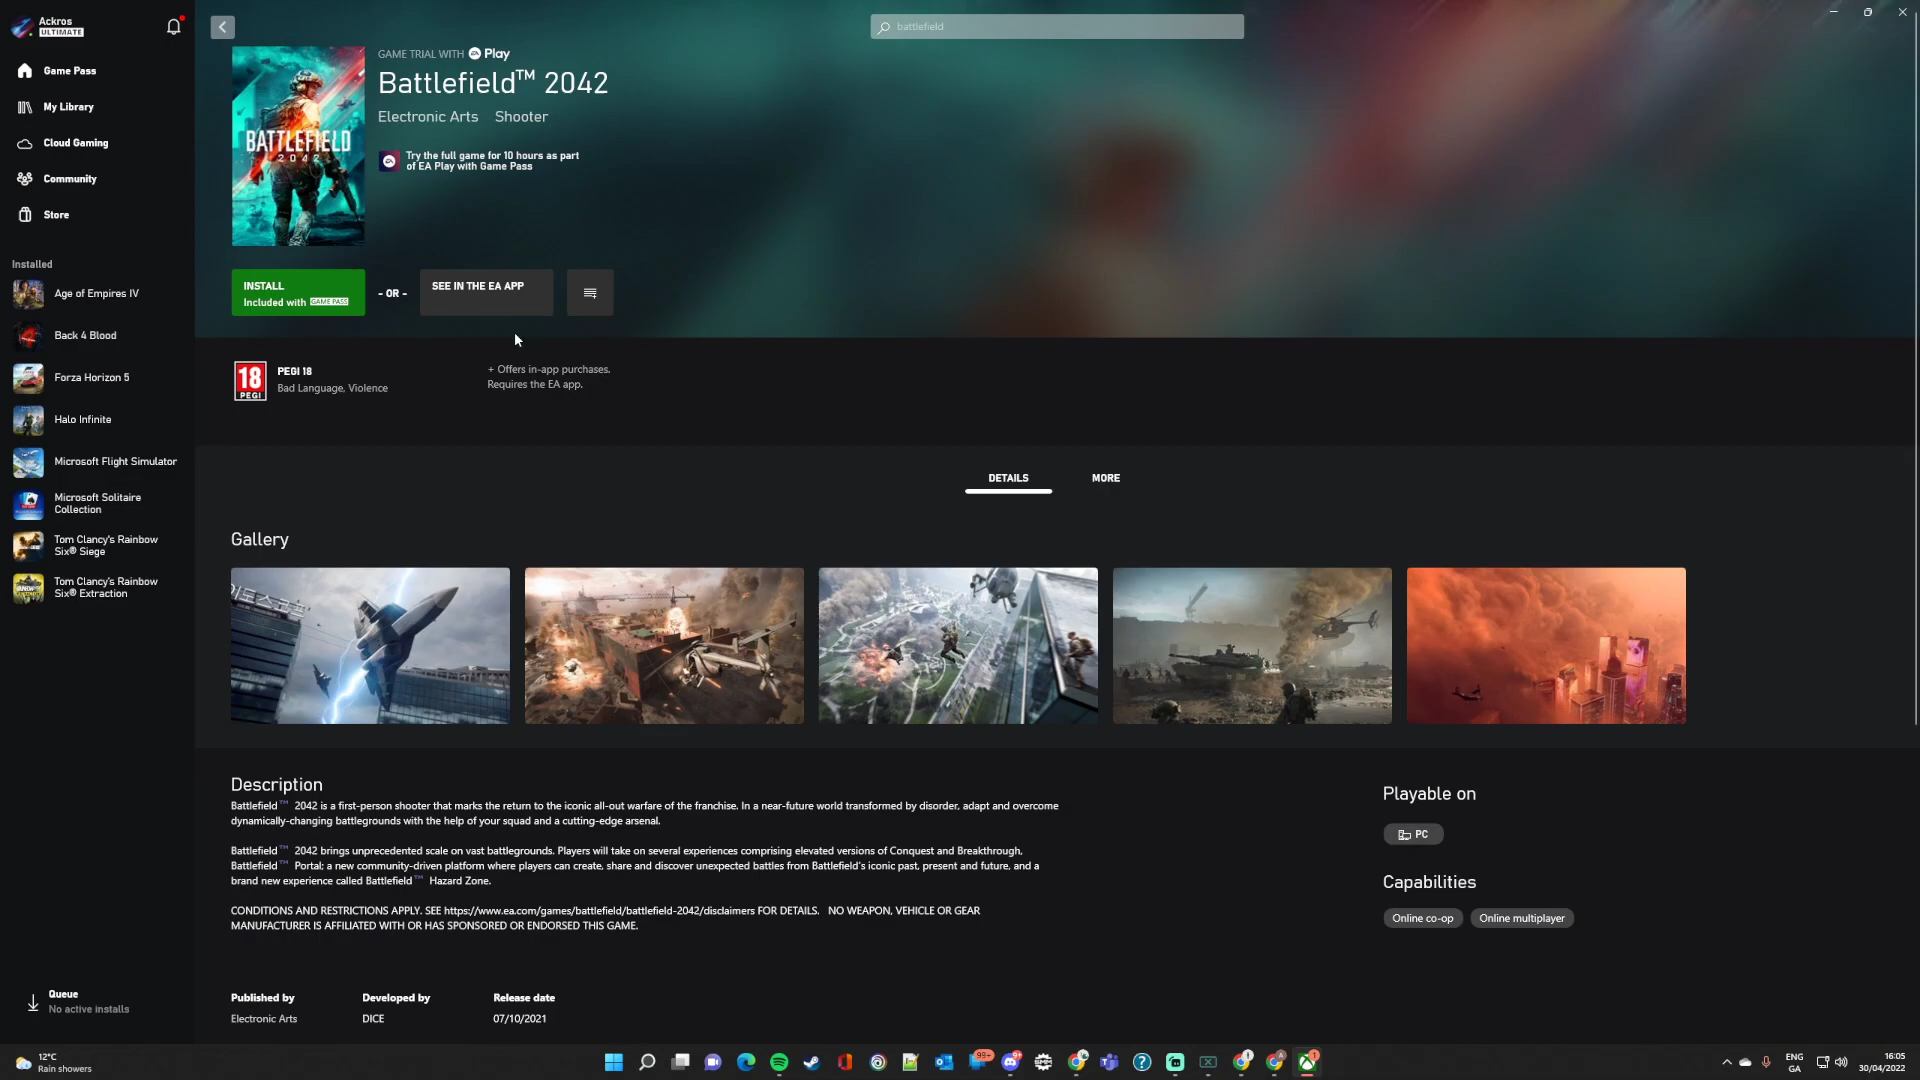 Ackros
ULTIMATE
Game Pass
My Library
Cloud Gaming
Community
Store
Installed
Age of Empires IV
Back 4 Blood
Forza Horizon 5
Halo Infinite
Microsoft Flight Simulator
Microsoft Solitaire
Collection
Tom Clancy's Rainbow
Six® Siege
Tom Clancy's Rainbow
Six® Extraction
Queue
No active installs
battlefield
GAME TRIAL WITH EA Play
Battlefield™ 2042
Electronic Arts Shooter
Try the full game for 10 hours as part
of EA Play with Game Pass
BATTLEFIELD
2042
INSTALL
Included with GAME PASS
- OR -
SEE IN THE EA APP
18
PEGI
PEGI 18
Bad Language, Violence
+ Offers in-app purchases.
Requires the EA app.
DETAILS
MORE
Gallery
Description
Battlefield™ 2042 is a first-person shooter that marks the return to the iconic all-out warfare of the franchise. In a near-future world transformed by disorder, adapt and overcome
dynamically-changing battlegrounds with the help of your squad and a cutting-edge arsenal.
Battlefield™ 2042 brings unprecedented scale on vast battlegrounds. Players will take on several experiences comprising elevated versions of Conquest and Breakthrough,
Battlefield™ Portal; a new community-driven platform where players can create, share and discover unexpected battles from Battlefield's iconic past, present and future, and a
brand new experience called Battlefield™ Hazard Zone.
CONDITIONS AND RESTRICTIONS APPLY. SEE https://www.ea.com/games/battlefield/battlefield-2042/disclaimers FOR DETAILS. NO WEAPON, VEHICLE OR GEAR
MANUFACTURER IS AFFILIATED WITH OR HAS SPONSORED OR ENDORSED THIS GAME.
Playable on
PC
Capabilities
Online co-op
Online multiplayer
Published by
Electronic Arts
Developed by
DICE
Release date
07/10/2021
12°C
Rain showers
99+
ENG
GA
16:05
30/04/2022